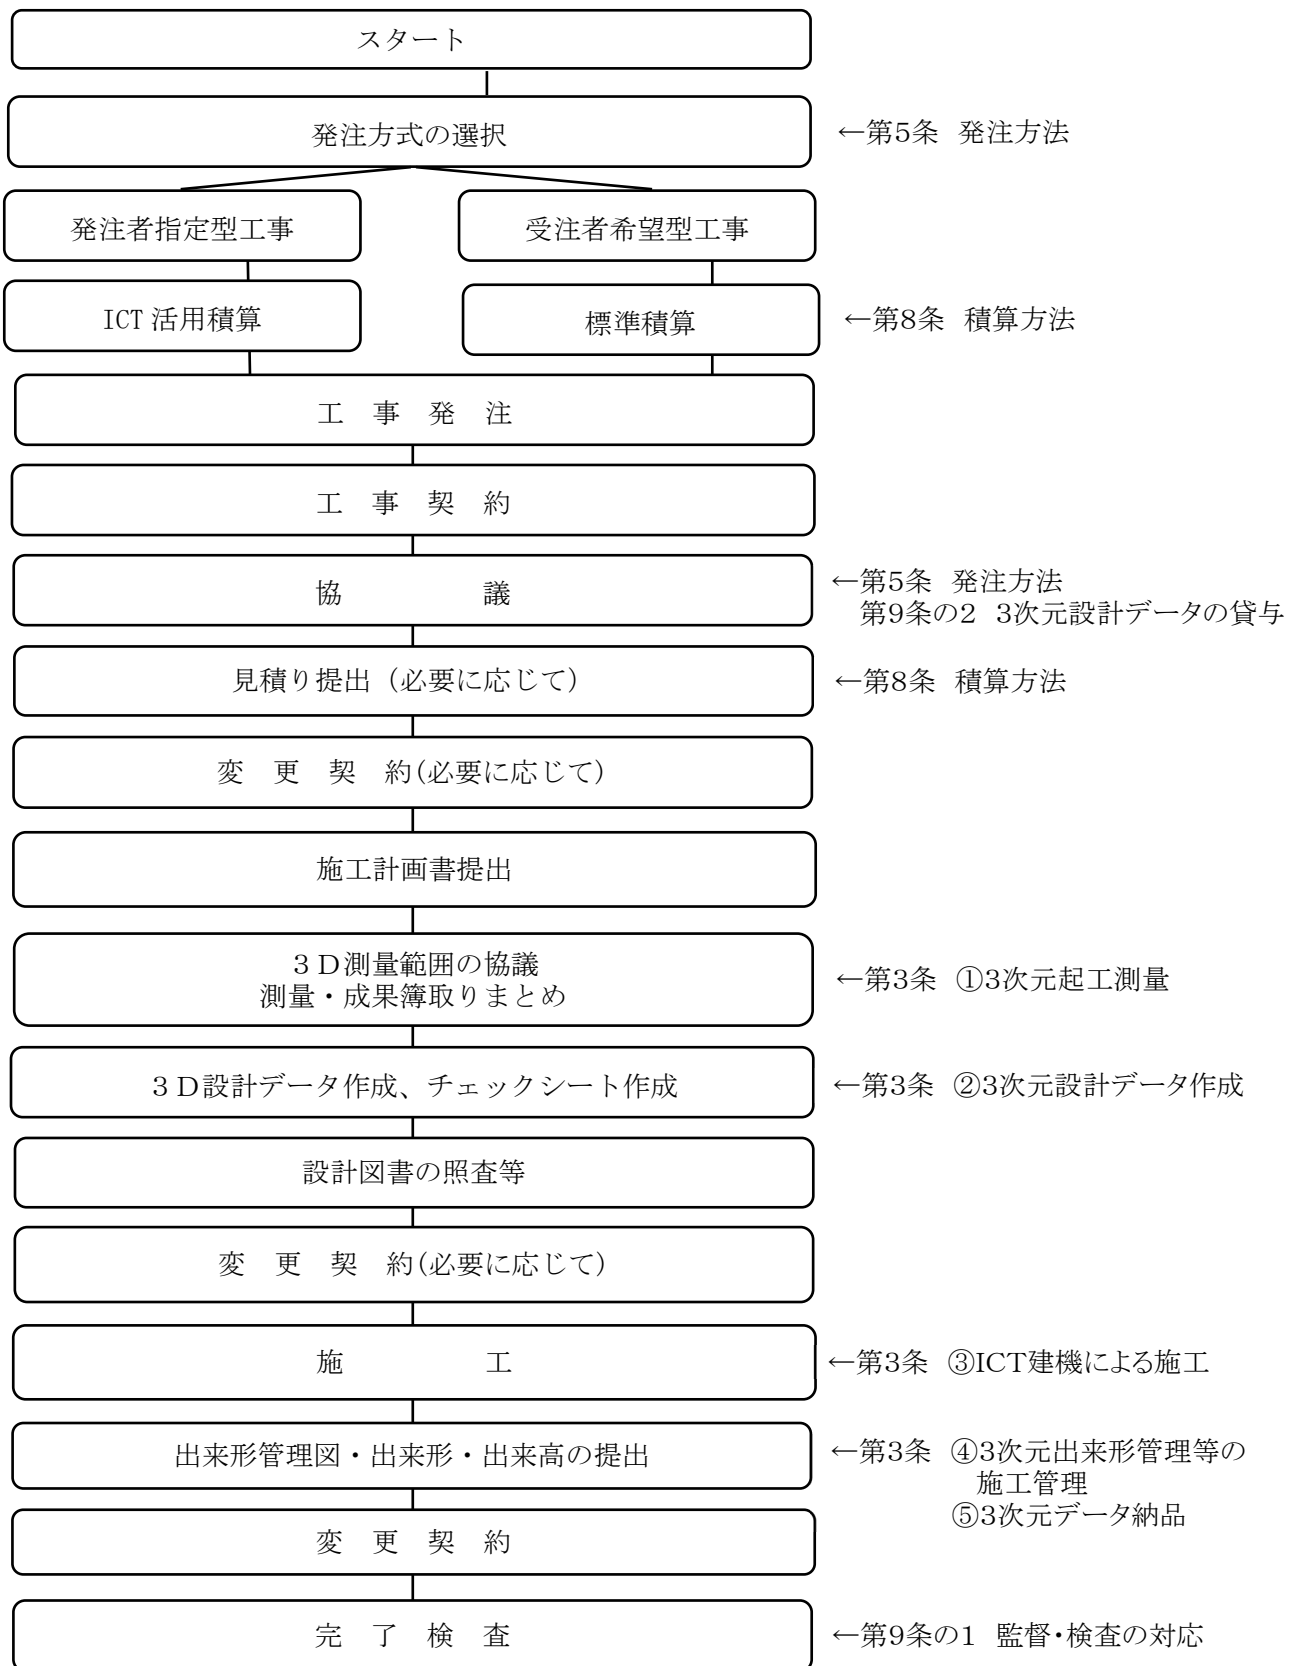 スタート
発注方式の選択
←第5条 発注方法
発注者指定型工事
受注者希望型工事
ICT 活用積算
標準積算
←第8条 積算方法
工 事 発 注
工 事 契 約
協 議
←第5条 発注方法
第9条の2 3次元設計データの貸与
見積り提出(必要に応じて)
←第8条 積算方法
変 更 契 約(必要に応じて)
施工計画書提出
3D測量範囲の協議
測量・成果簿取りまとめ
←第3条 ①3次元起工測量
3D設計データ作成、チェックシート作成
←第3条 ②3次元設計データ作成
設計図書の照査等
変 更 契 約(必要に応じて)
施 工
←第3条 ③ICT建機による施工
出来形管理図・出来形・出来高の提出
←第3条 ④3次元出来形管理等の
施工管理
⑤3次元データ納品
変 更 契 約
完 了 検 査
←第9条の1 監督・検査の対応